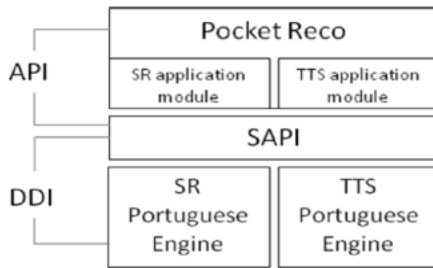 API
Pocket Reco
SR application
module
TTS application
module
SAPI
DDI
SR
Portuguese
Engine
TTS
Portuguese
Engine